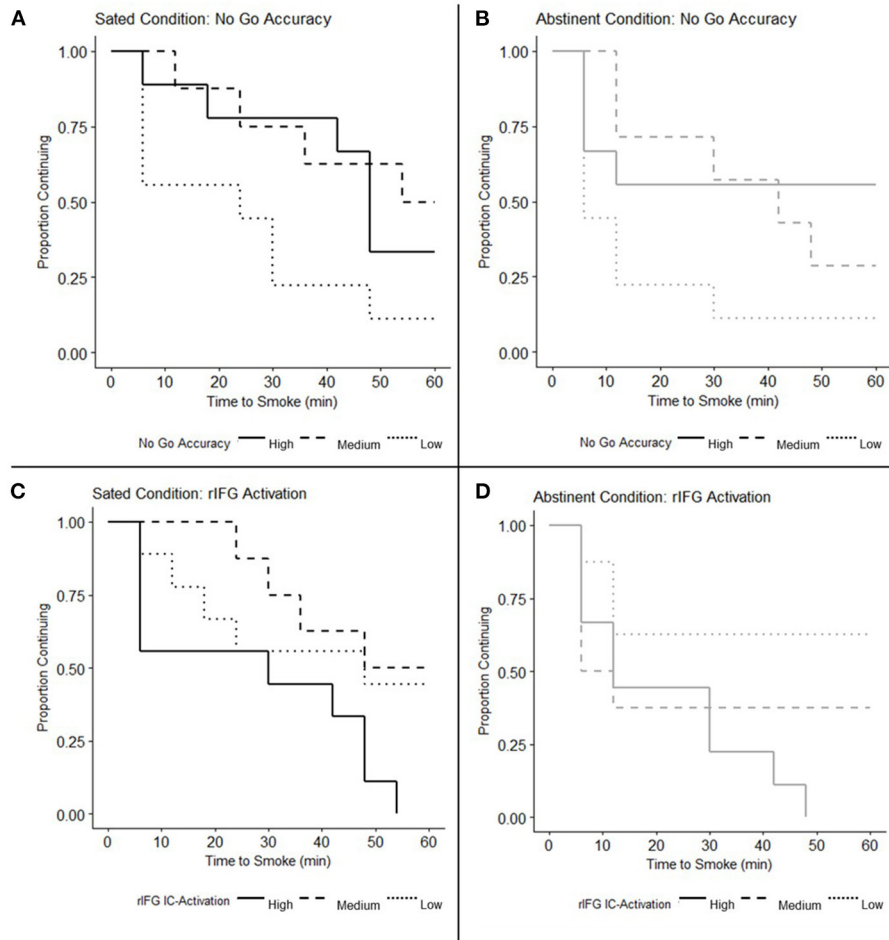 A
Sated Condition: No Go Accuracy
1.00
0.75
0.50
0.25
0.00
Proportion Continuing
0 10 20 30 40 50 60
Time to Smoke (min)
No Go Accuracy High Medium Low
B
Abstinent Condition: No Go Accuracy
1.00
0.75
0.50
0.25
0.00
Proportion Continuing
0 10 20 30 40 50 60
Time to Smoke (min)
No Go Accuracy High Medium Low
C
Sated Condition: rIFG Activation
1.00
0.75
0.50
0.25
0.00
Proportion Continuing
0 10 20 30 40 50 60
Time to Smoke (min)
rIFG IC-Activation High Medium Low
D
Abstinent Condition: rIFG Activation
1.00
0.75
0.50
0.25
0.00
Proportion Continuing
0 10 20 30 40 50 60
Time to Smoke (min)
rIFG IC-Activation High Medium Low